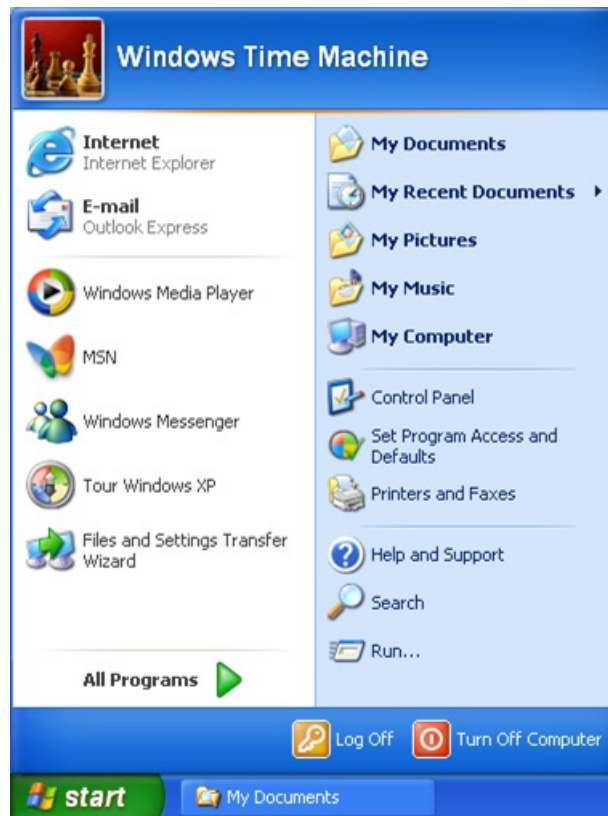 Windows Time Machine
Internet
Internet Explorer
E-mail
Outlook Express
Windows Media Player
MSN
Windows Messenger
Tour Windows XP
Files and Settings Transfer
Wizard
All Programs
My Documents
My Recent Documents
My Pictures
My Music
My Computer
Control Panel
Set Program Access and
Defaults
Printers and Faxes
Help and Support
Search
Run...
Log Off
Turn Off Computer
start
My Documents